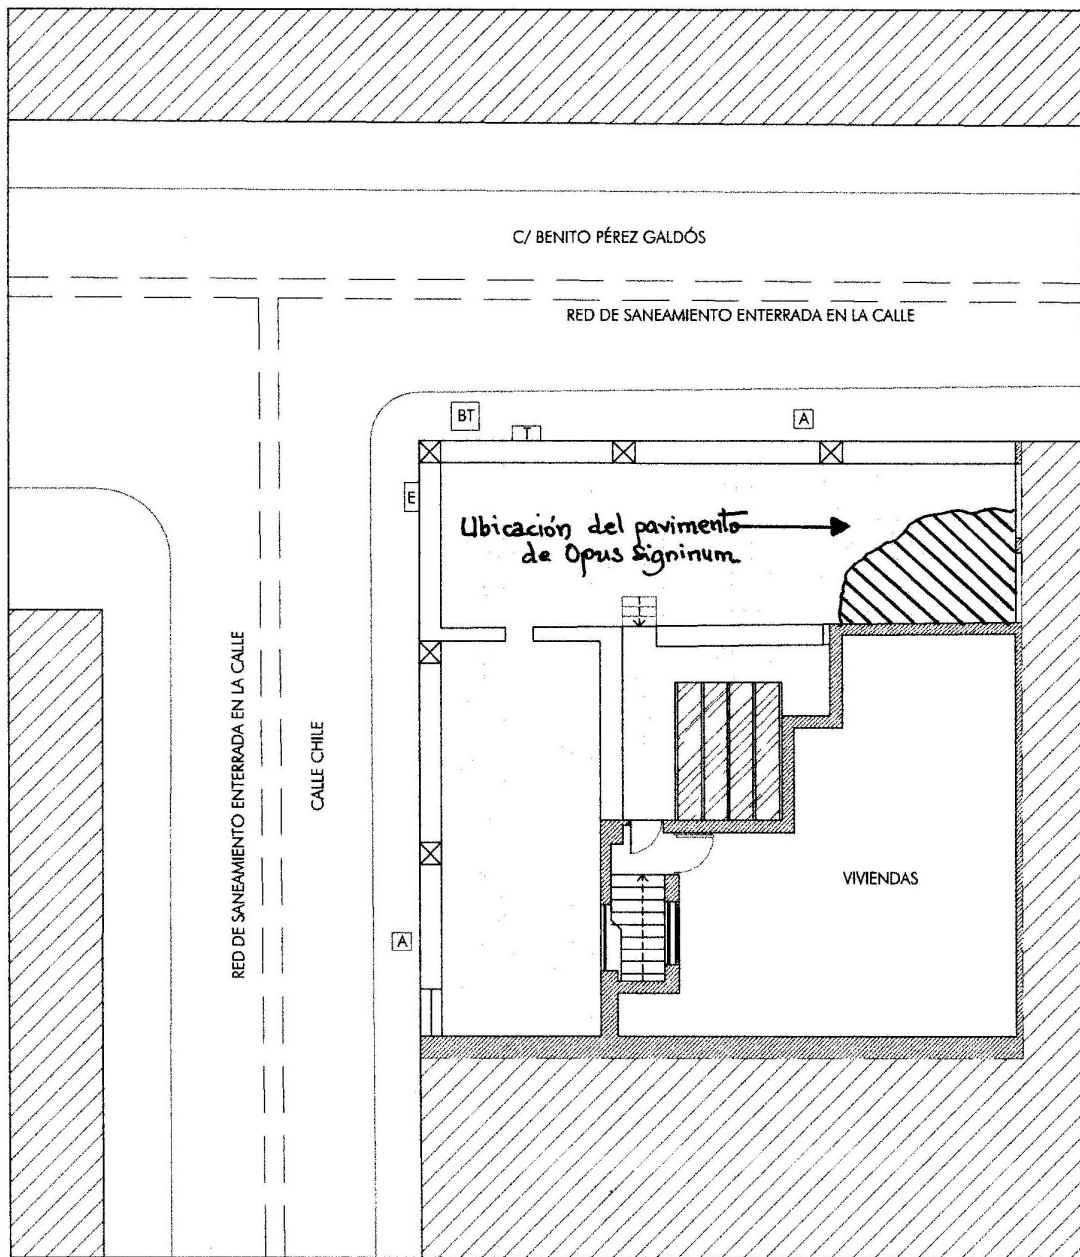 C/ BENITO PÉREZ GALDÓS
RED DE SANEAMIENTO ENTERRADA EN LA CALLE
BT
T
A
E
Ubicación del pavimento
de Opus Signinum
RED DE SANEAMIENTO ENTERRADA EN LA CALLE
CALLE CHILE
VIVIENDAS
A